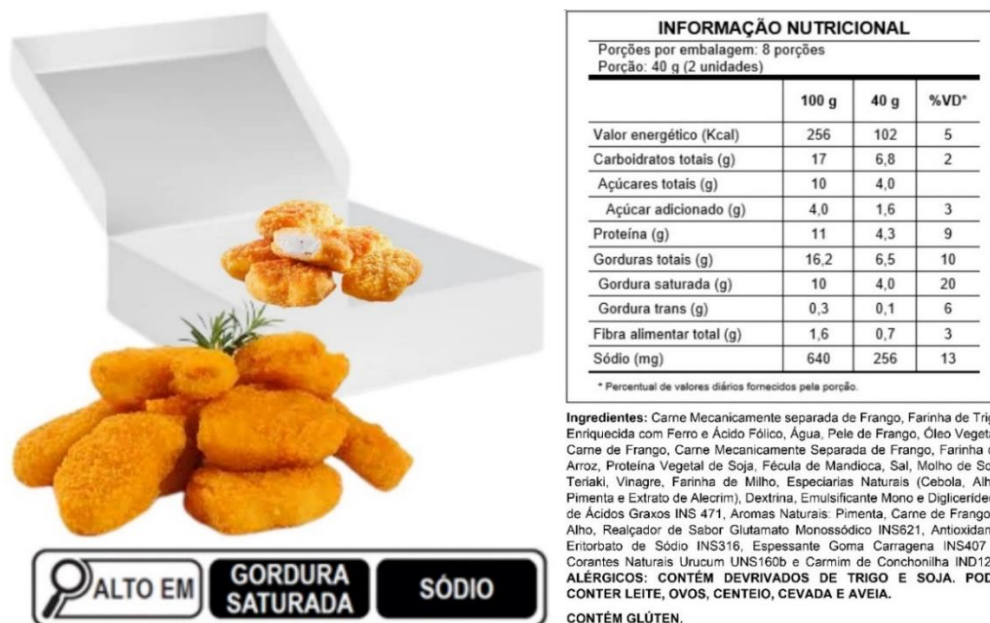 INFORMAÇÃO NUTRICIONAL
Porções por embalagem: 8 porções
Porção: 40 g (2 unidades)
100 g 40 g %VD*
Valor energético (Kcal) 256 102 5
Carboidratos totais (g) 17 6,8 2
Açúcares totais (g) 10 4,0
Açúcar adicionado (g) 4,0 1,6 3
Proteína (g) 11 4,3 9
Gorduras totais (g) 16,2 6,5 10
Gordura saturada (g) 10 4,0 20
Gordura trans (g) 0,3 0,1 6
Fibra alimentar total (g) 1,6 0,7 3
Sódio (mg) 640 256 13
* Percentual de valores diários fornecidos pela porção.
Ingredientes: Carne Mecanicamente separada de Frango, Farinha de
Enriquecida com Ferro e Ácido Fólico, Água, Pele de Frango, Óleo
Carne de Frango, Carne Mecanicamente Separada de Frango, Farinha
Arroz, Proteína Vegetal de Soja, Fécula de Mandioca, Sal, Molho de
Teriaki, Vinagre, Farinha de Milho, Especiarias Naturais (Cebola,
Pimenta e Extrato de Alecrim), Dextrina, Emulsificante Mono e
de Ácidos Graxos INS 471, Aromas Naturais: Pimenta, Carne de Frango
Alho, Realçador de Sabor Glutamato Monossódico INS621,
Eritorbato de Sódio INS316, Espessante Goma Carragena INS407
Corantes Naturais Urucum UNS160b e Carmim de Conchonilha
ALÉRGICOS: CONTÉM DEVRIVADOS DE TRIGO E SOJA.
CONTER LEITE, OVOS, CENTEIO, CEVADA E AVEIA.
CONTÉM GLÚTEN.
ALTO EM
GORDURA
SATURADA
SÓDIO